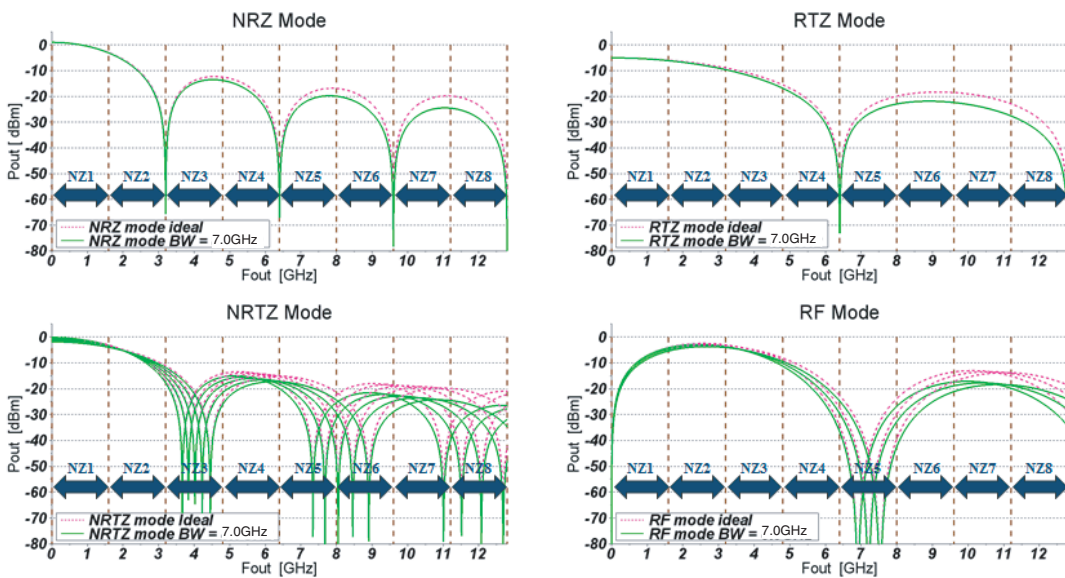 NRZ Mode
0
-10
-20
-30
-40
-50
-60
-70
-80
Pout [dBm]
NZ1 NZ2 NZ3 NZ4 NZ5 NZ6 NZ7 NZ8
NRZ mode ideal
NRZ mode BW = 7.0GHz
0 1 2 3 4 5 6 7 8 9 10 11 12
Fout [GHz]
RTZ Mode
0
-10
-20
-30
-40
-50
-60
-70
-80
Pout [dBm]
NZ1 NZ2 NZ3 NZ4 NZ5 NZ6 NZ7 NZ8
RTZ mode ideal
RTZ mode BW = 7.0GHz
0 1 2 3 4 5 6 7 8 9 10 11 12
Fout [GHz]
NRTZ Mode
0
-10
-20
-30
-40
-50
-60
-70
-80
Pout [dBm]
NZ1 NZ2 NZ3 NZ4 NZ5 NZ6 NZ7 NZ8
NRTZ mode Ideal
NRTZ mode BW = 7.0GHz
0 1 2 3 4 5 6 7 8 9 10 11 12
Fout [GHz]
RF Mode
0
-10
-20
-30
-40
-50
-60
-70
-80
Pout [dBm]
NZ1 NZ2 NZ3 NZ4 NZ5 NZ6 NZ7 NZ8
RF mode ideal
RF mode BW = 7.0GHz
0 1 2 3 4 5 6 7 8 9 10 11 12
Fout [GHz]